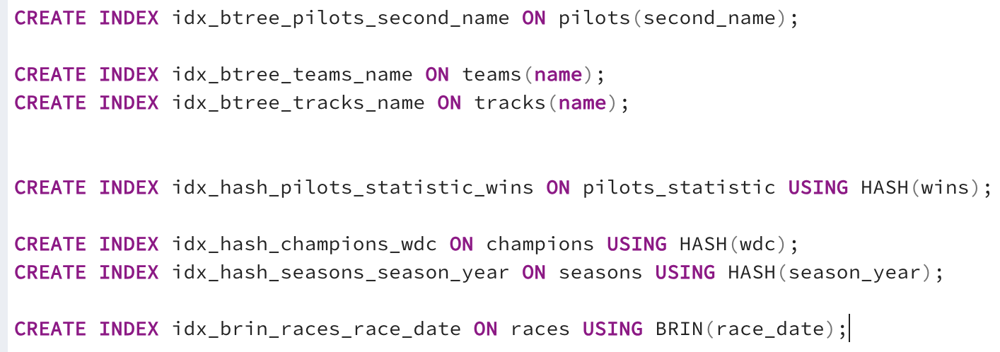 CREATE INDEX idx_btree_pilots_second_name ON pilots(second_name);
CREATE INDEX idx_btree_teams_name ON teams(name);
CREATE INDEX idx_btree_tracks_name ON tracks(name);
CREATE INDEX idx_hash_pilots_statistic_wins ON pilots_statistic USING HASH(wins);
CREATE INDEX idx_hash_champions_wdc ON champions USING HASH(wdc);
CREATE INDEX idx_hash_seasons_season_year ON seasons USING HASH(season_year);
CREATE INDEX idx_brin_races_race_date ON races USING BRIN(race_date);